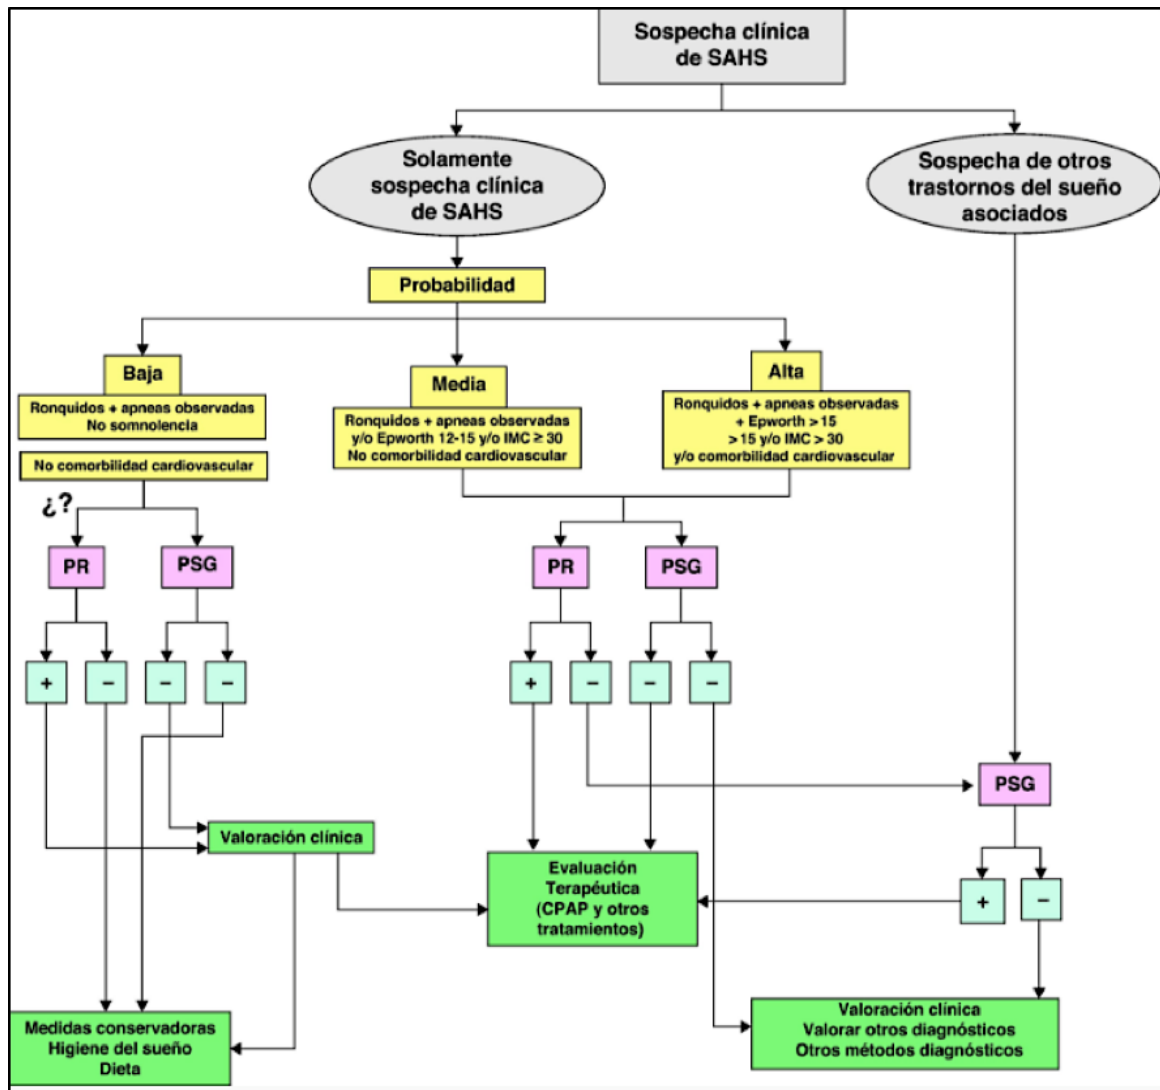 Sospecha clínica
de SAHS
Solamente
sospecha clínica
de SAHS
Sospecha de otros
trastornos del sueño
asociados
Probabilidad
Baja
Ronquidos + apneas observadas
No somnolencia
No comorbilidad cardiovascular
Media
Ronquidos + apneas observadas
y/o Epworth 12-15 y/o IMC ≥ 30
No comorbilidad cardiovascular
Alta
Ronquidos + apneas observadas
+ Epworth > 15
> 15 y/o IMC > 30
y/o comorbilidad cardiovascular
¿?
PR
PSG
PR
PSG
+
−
−
−
+
−
−
−
PSG
Valoración clínica
Evaluación
Terapéutica
(CPAP y otros
tratamientos)
+
−
Medidas conservadoras
Higiene del sueño
Dieta
Valoración clínica
Valorar otros diagnósticos
Otros métodos diagnósticos